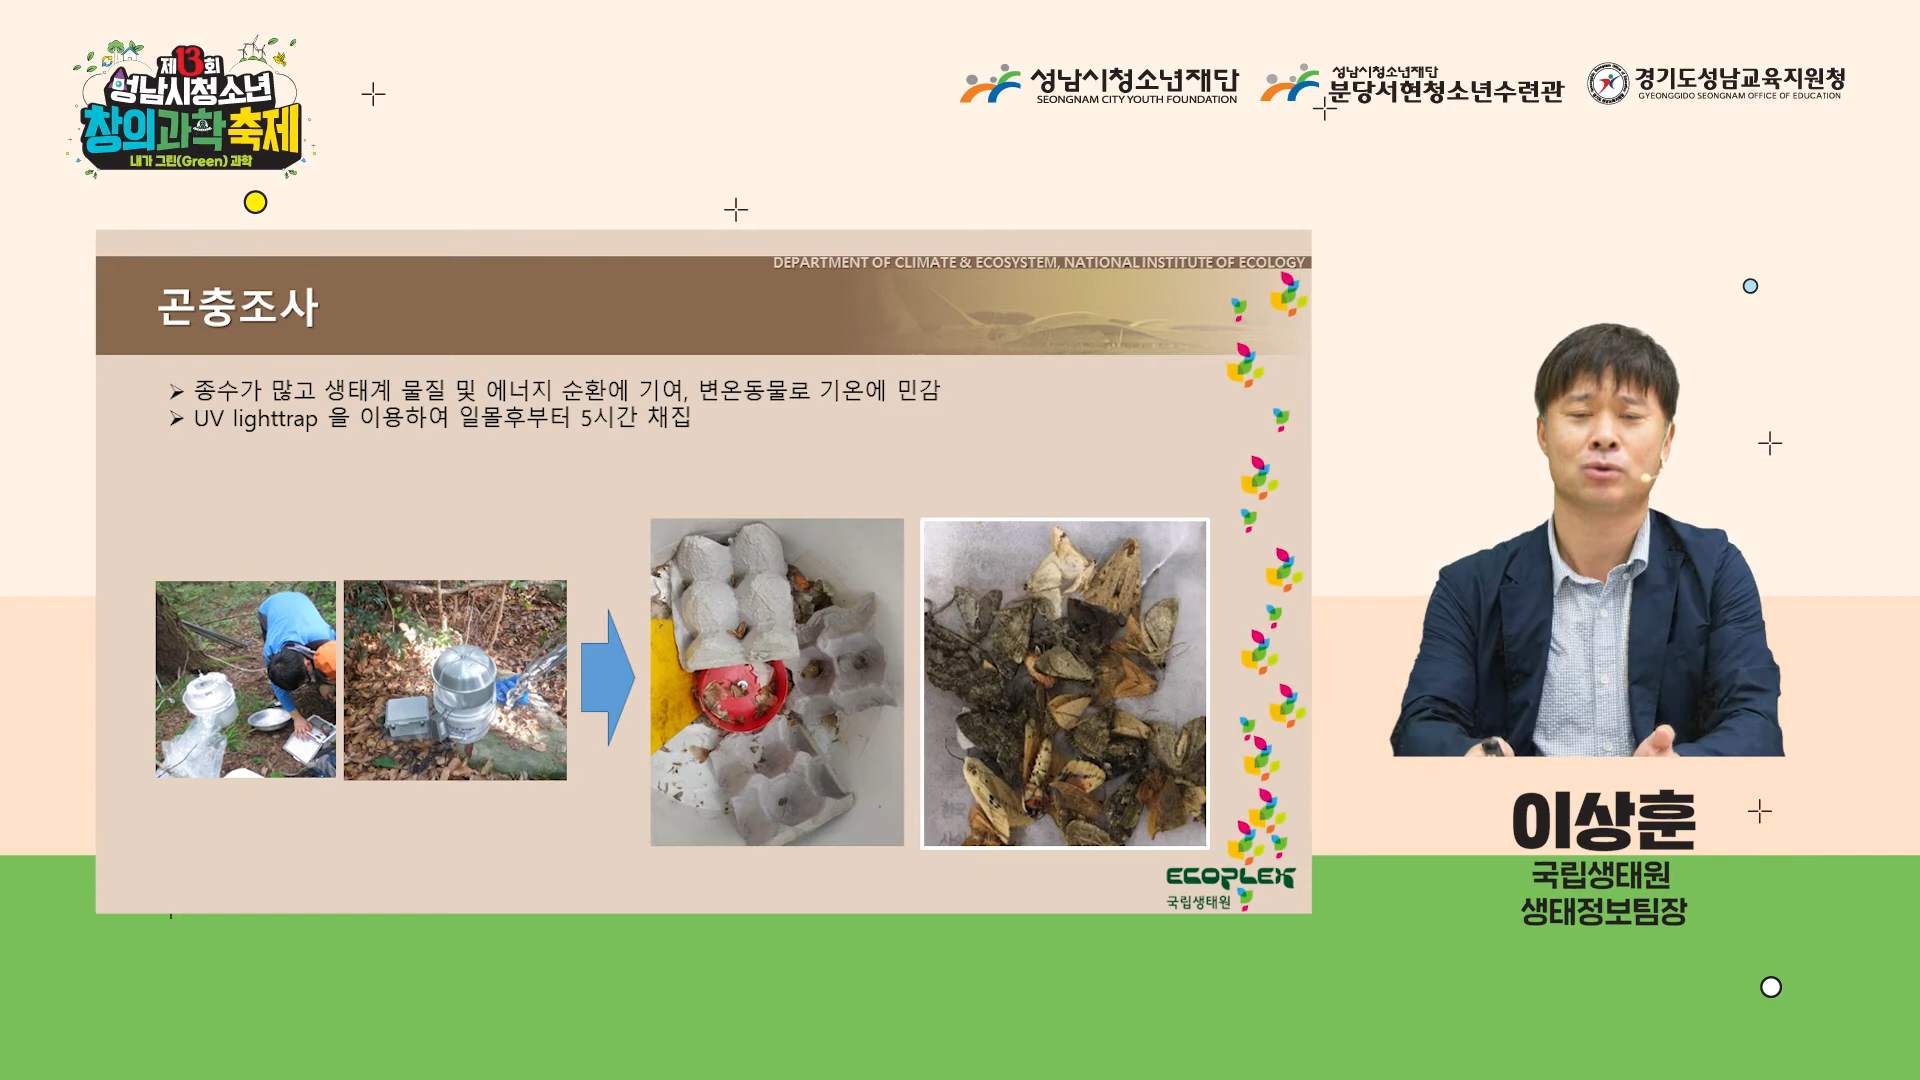 제13회
성남시청소년
창의과학축제
내가 그린(Green) 과학
성남시청소년재단
SEONGNAM CITY YOUTH FOUNDATION
성남시청소년재단
분당서현청소년수련관
경기도성남교육지원청
GYEONGGIDO SEONGNAM OFFICE OF EDUCATION
DEPARTMENT OF CLIMATE & ECOSYSTEM, NATIONAL INSTITUTE OF ECOLOGY
곤충조사
➢ 종수가 많고 생태계 물질 및 에너지 순환에 기여, 변온동물로 기온에 민감
➢ UV lighttrap 을 이용하여 일몰후부터 5시간 채집
ECOPLEX
국립생태원
이상훈
국립생태원
생태정보팀장